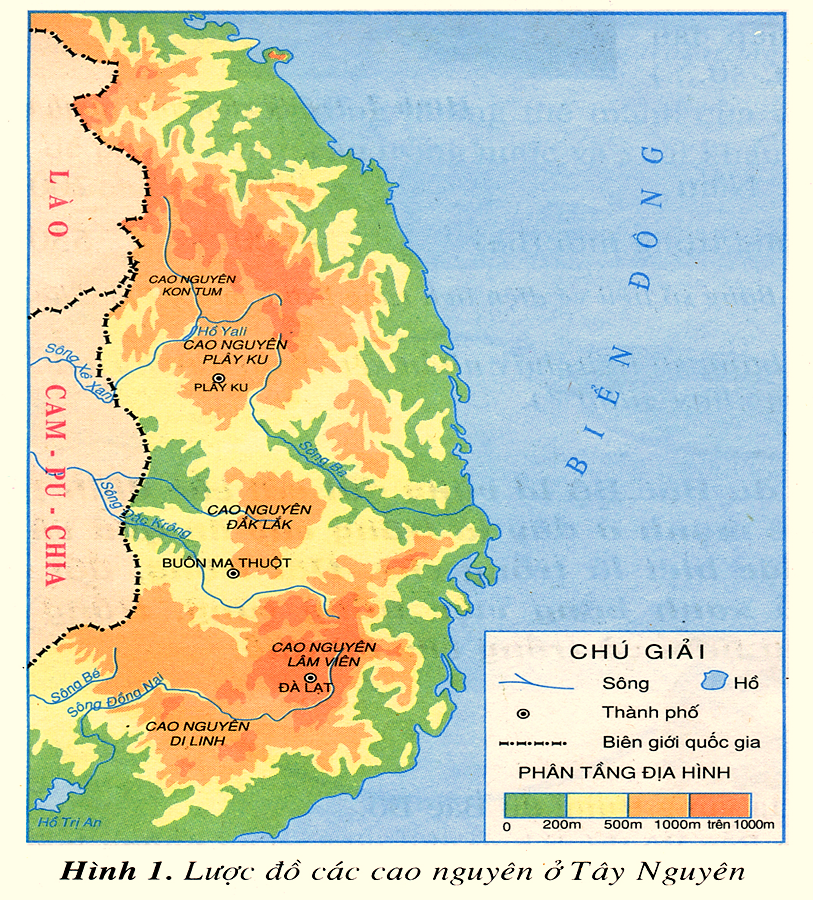 LÀO
CAM - PU - CHIA
BIỂN ĐÔNG
CAO NGUYÊN
KON TUM
Hồ Yali
CAO NGUYÊN
PLÂY KU
PLÂY KU
Sông Xê Xan
Sông Ba
Sông Đắc Krông
CAO NGUYÊN
ĐẮK LẮK
BUÔN MA THUỘT
CAO NGUYÊN
LÂM VIÊN
ĐÀ LẠT
Sông Bé
Sông Đồng Nai
CAO NGUYÊN
DI LINH
Hồ Trị An
CHÚ GIẢI
Sông
Hồ
Thành phố
Biên giới quốc gia
PHÂN TẦNG ĐỊA HÌNH
0 200m 500m 1000m trên 1000m
Hình 1. Lược đồ các cao nguyên ở Tây Nguyên